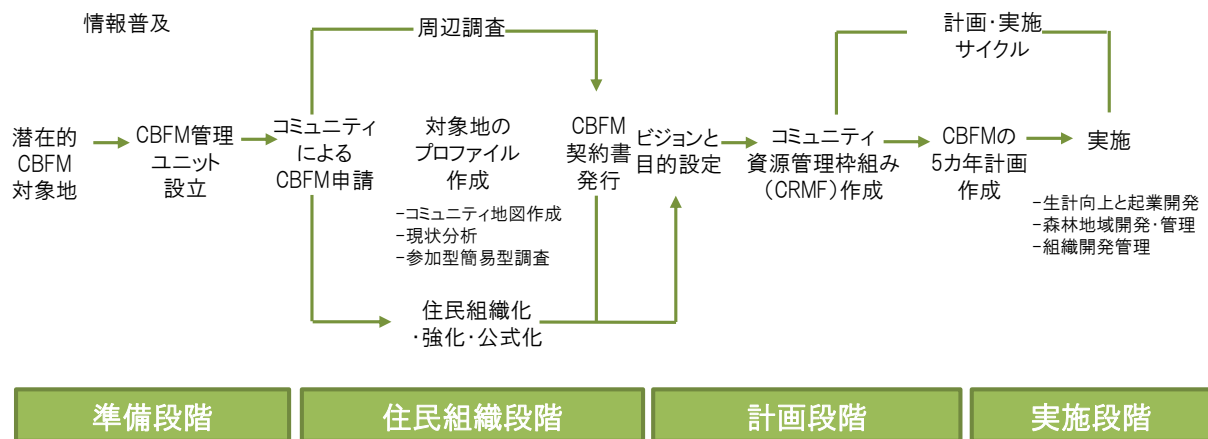 情報普及
周辺調査
計画・実施
サイクル
潜在的
CBFM
対象地
CBFM管理
ユニット
設立
コミュニティ
による
CBFM申請
対象地の
プロファイル
作成
-コミュニティ地図作成
-現状分析
-参加型簡易型調査
CBFM
契約書
発行
ビジョンと
目的設定
コミュニティ
資源管理枠組み
(CRMF)作成
CBFMの
5カ年計画
作成
実施
-生計向上と起業開発
-森林地域開発・管理
-組織開発管理
住民組織化
・強化・公式化
準備段階
住民組織段階
計画段階
実施段階